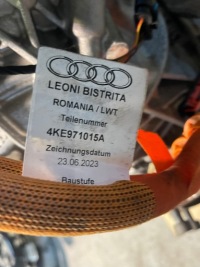 LEONI BISTRITA
ROMANIA / LWT
Teilenummer
4KE971015A
Zeichnungsdatum
23.06.2023
Baustufe